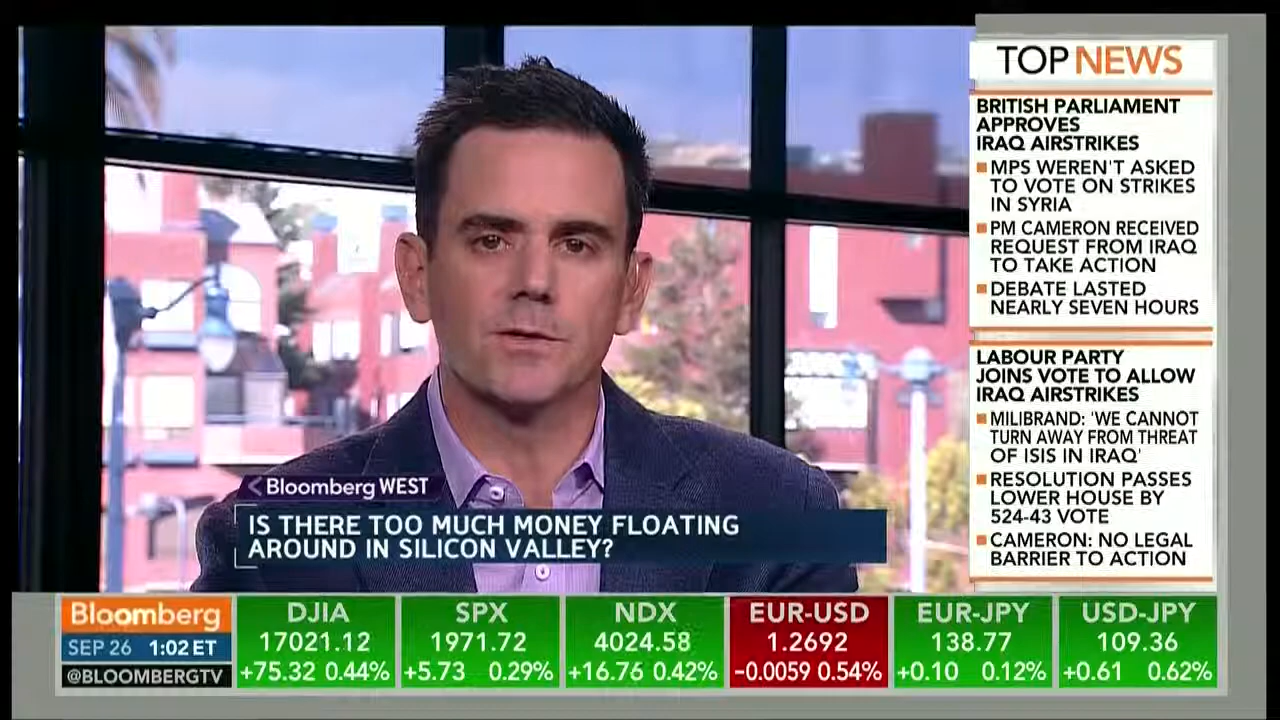 TOP NEWS
BRITISH PARLIAMENT
APPROVES
IRAQ AIRSTRIKES
MPS WEREN'T ASKED
TO VOTE ON STRIKES
IN SYRIA
PM CAMERON RECEIVED
REQUEST FROM IRAQ
TO TAKE ACTION
DEBATE LASTED
NEARLY SEVEN HOURS
LABOUR PARTY
JOINS VOTE TO ALLOW
IRAQ AIRSTRIKES
MILIBRAND: 'WE CANNOT
TURN AWAY FROM THREAT
OF ISIS IN IRAQ'
RESOLUTION PASSES
LOWER HOUSE BY
524-43 VOTE
CAMERON: NO LEGAL
BARRIER TO ACTION
<Bloomberg WEST
IS THERE TOO MUCH MONEY FLOATING
AROUND IN SILICON VALLEY?
Bloomberg
SEP 26 1:02 ET
@BLOOMBERGTV
DJIA
17021.12
+75.32 0.44%
SPX
1971.72
+5.73 0.29%
NDX
4024.58
+16.76 0.42%
EUR-USD
1.2692
-0.0059 0.54%
EUR-JPY
138.77
+0.10 0.12%
USD-JPY
109.36
+0.61 0.62%